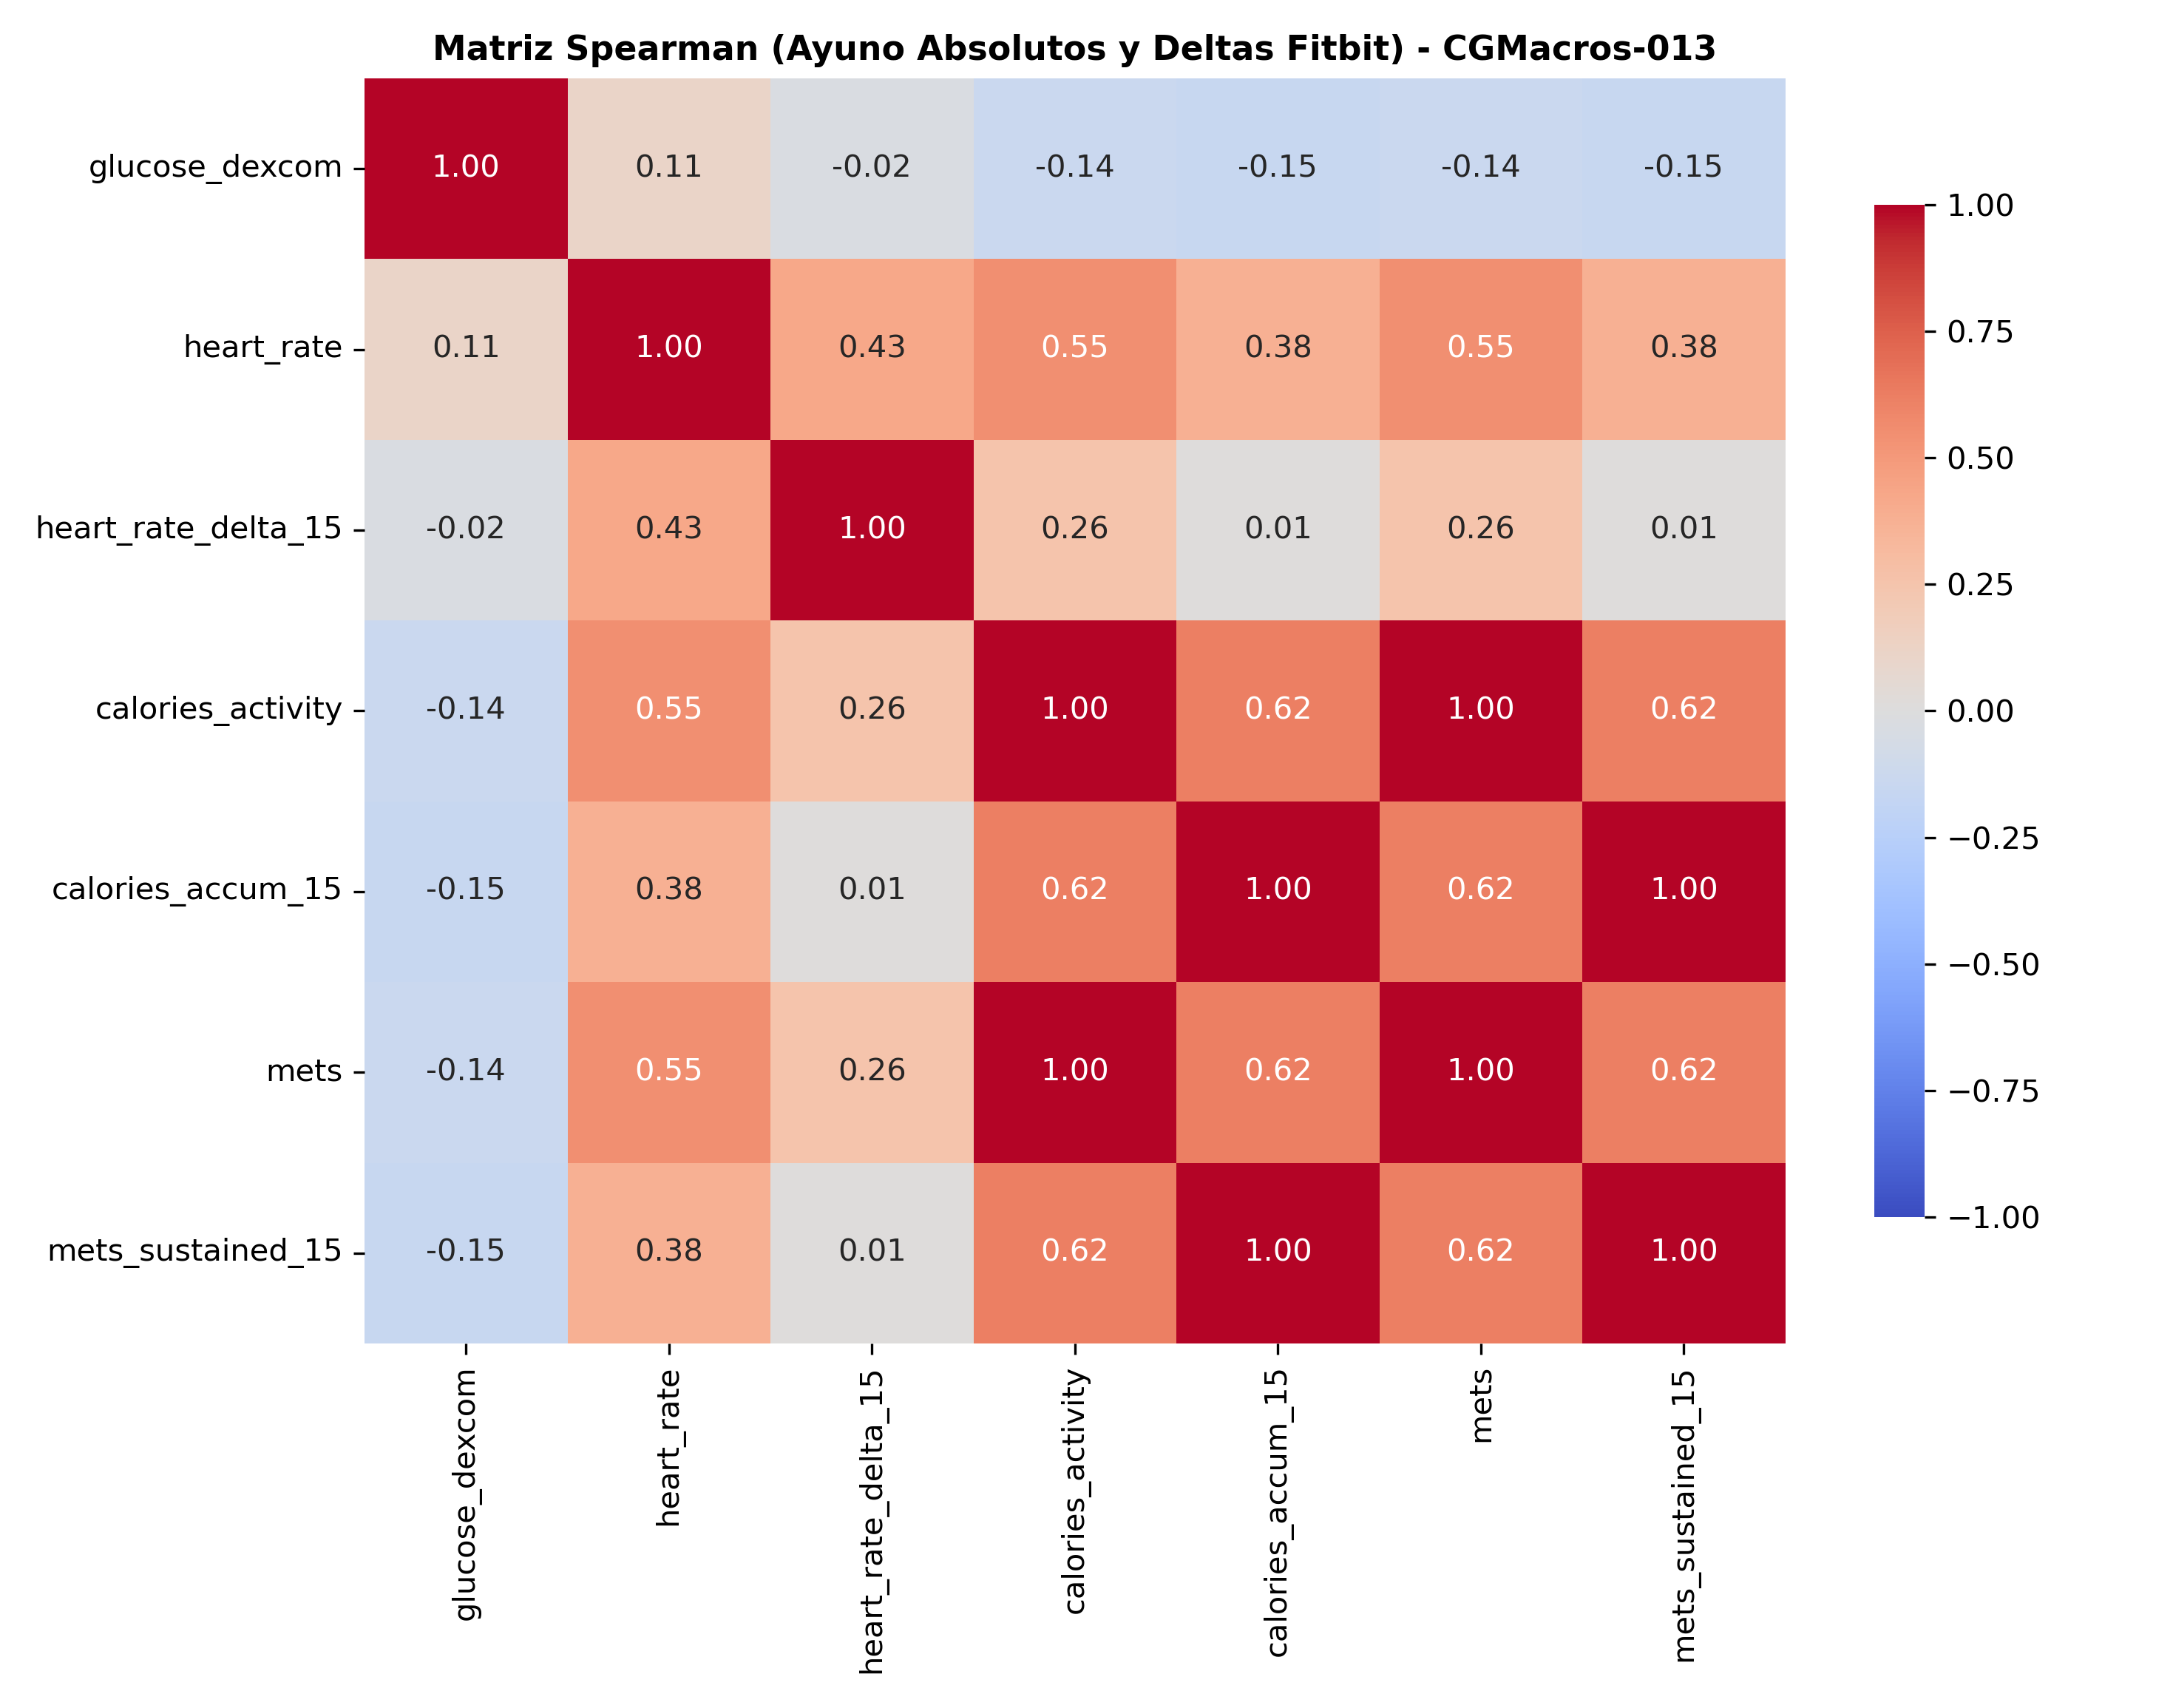 Matriz Spearman (Ayuno Absolutos y Deltas Fitbit) - CGMacros-013
glucose_dexcom 1.00 0.11 -0.02 -0.14 -0.15 -0.14 -0.15
heart_rate 0.11 1.00 0.43 0.55 0.38 0.55 0.38
heart_rate_delta_15 -0.02 0.43 1.00 0.26 0.01 0.26 0.01
calories_activity -0.14 0.55 0.26 1.00 0.62 1.00 0.62
calories_accum_15 -0.15 0.38 0.01 0.62 1.00 0.62 1.00
mets -0.14 0.55 0.26 1.00 0.62 1.00 0.62
mets_sustained_15 -0.15 0.38 0.01 0.62 1.00 0.62 1.00
glucose_dexcom
heart_rate
heart_rate_delta_15
calories_activity
calories_accum_15
mets
mets_sustained_15
1.00
0.75
0.50
0.25
0.00
−0.25
−0.50
−0.75
−1.00